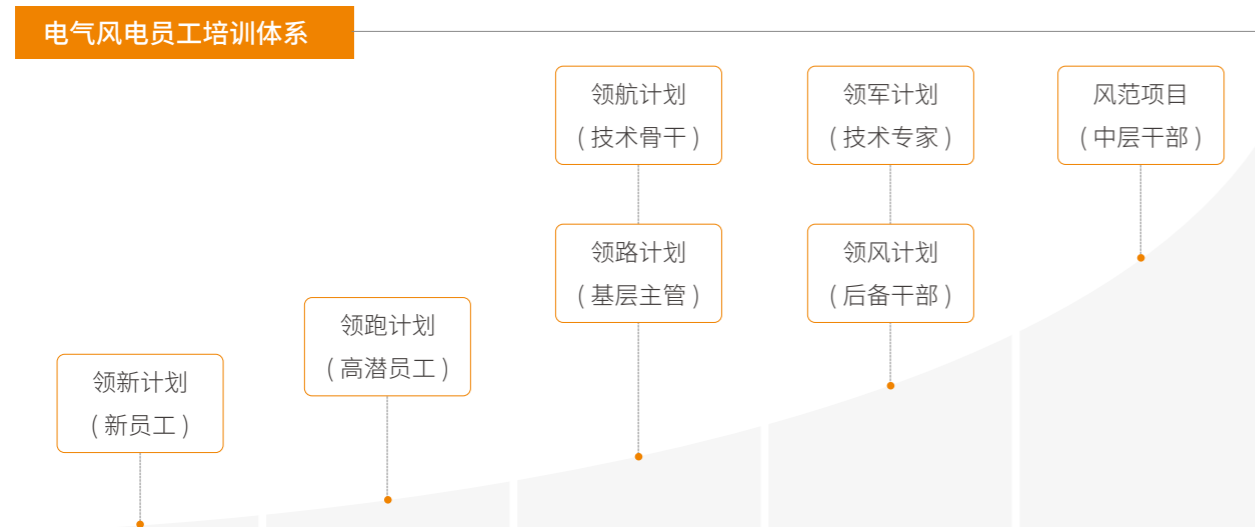 电气风电员工培训体系
领航计划
( 技术骨干 )
领军计划
( 技术专家 )
风范项目
( 中层干部 )
领路计划
( 基层主管 )
领风计划
( 后备干部 )
领跑计划
( 高潜员工 )
领新计划
( 新员工 )